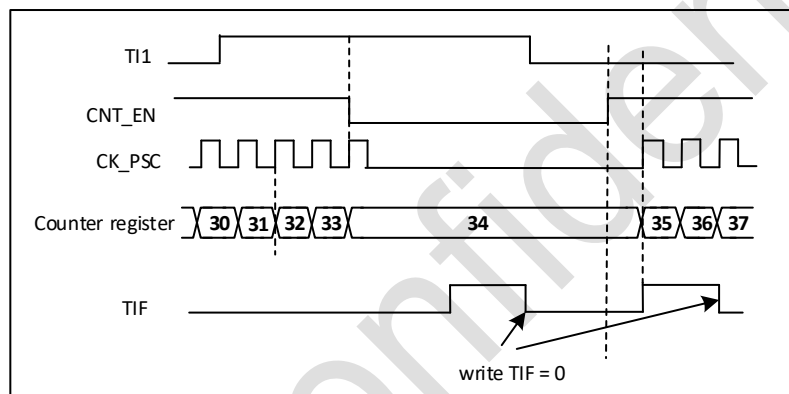 TI1
CNT_EN
CK_PSC
Counter register 30 31 32 33 34 35 36 37
TIF
write TIF = 0